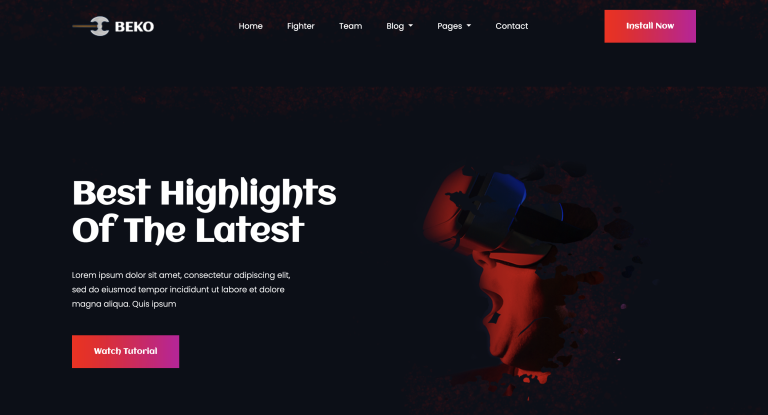 BEKO
Home Fighter Team Blog Pages Contact
Install Now
Best Highlights
Of The Latest
Lorem ipsum dolor sit amet, consectetur adipiscing elit,
sed do eiusmod tempor incididunt ut labore et dolore
magna aliqua. Quis ipsum
Watch Tutorial